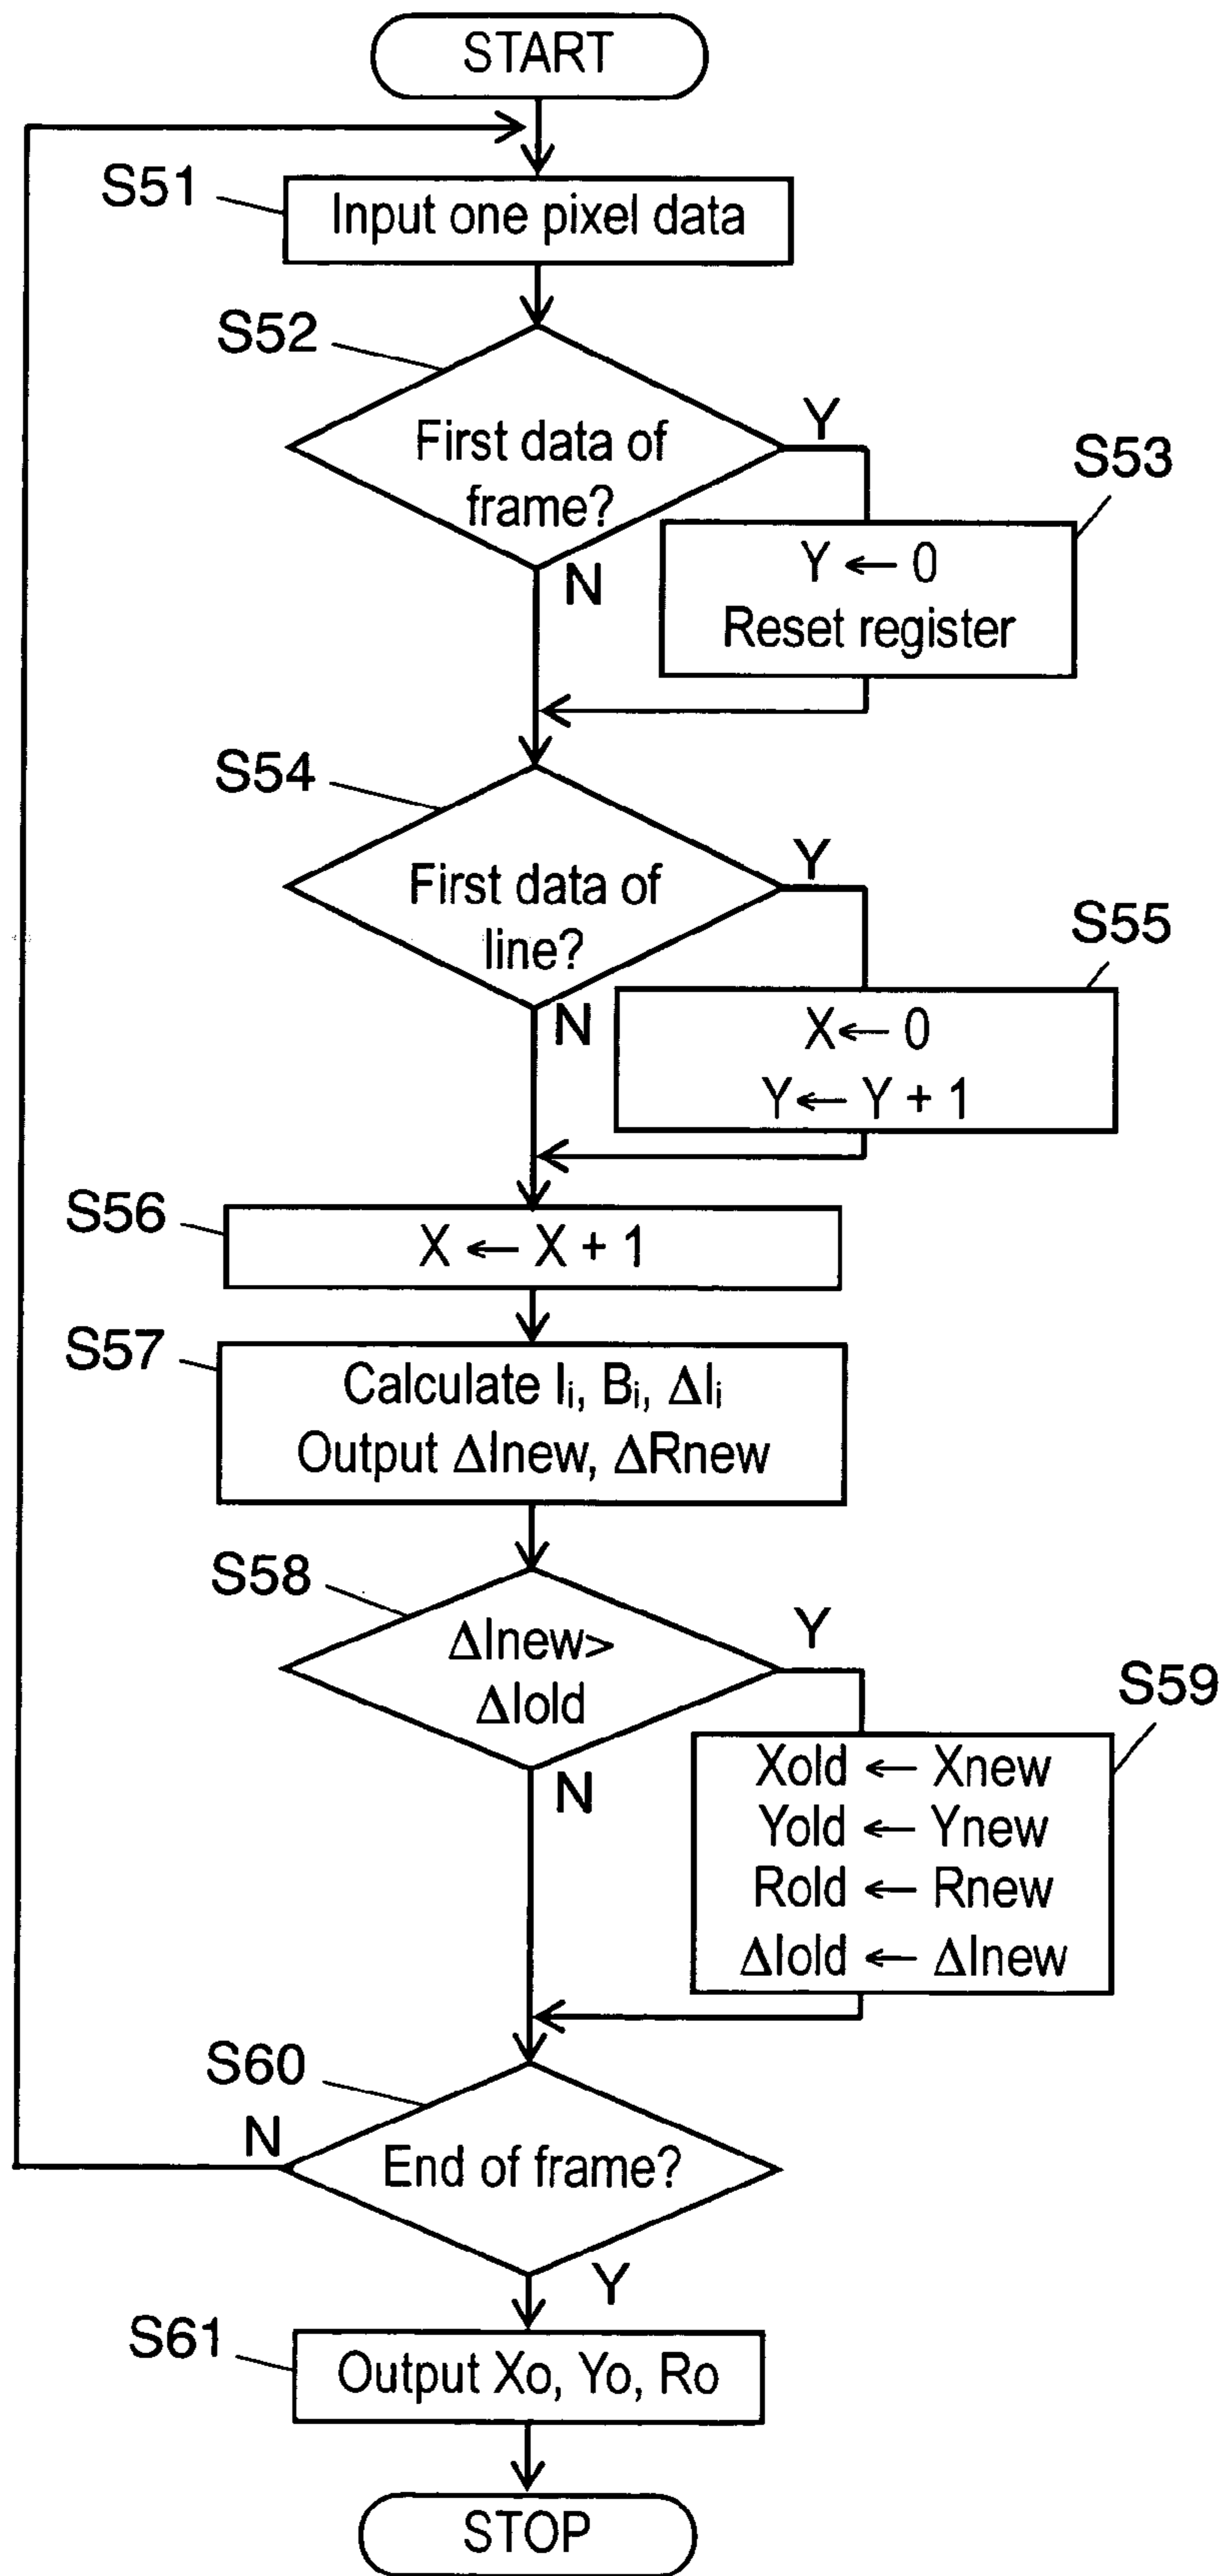 START
S51
Input one pixel data
S52
First data of
frame?
Y
N
S53
Y ← 0
Reset register
S54
First data of
line?
Y
N
S55
X ← 0
Y ← Y + 1
S56
X ← X + 1
S57
Calculate Ii, Bi, ΔIi
Output ΔInew, ΔRnew
S58
ΔInew>
ΔIold
Y
N
S59
Xold ← Xnew
Yold ← Ynew
Rold ← Rnew
ΔIold ← ΔInew
S60
N
End of frame?
Y
S61
Output Xo, Yo, Ro
STOP